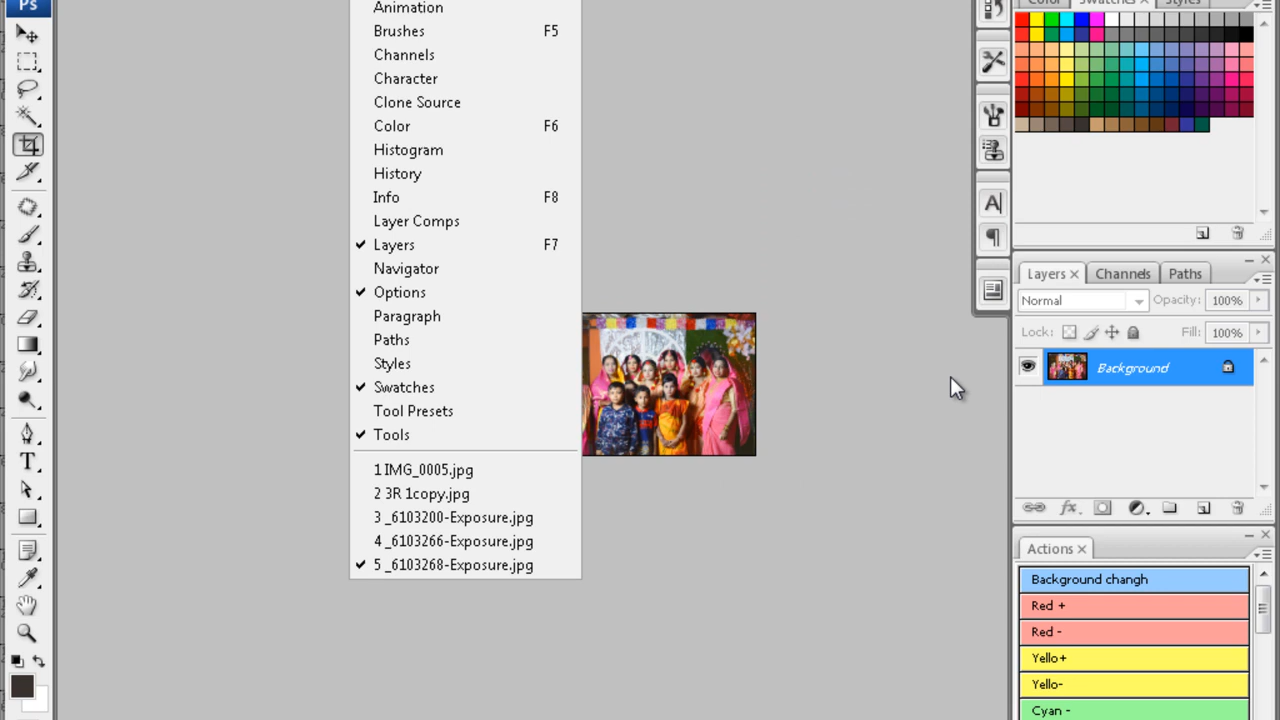 Ps
Animation
Brushes F5
Channels
Character
Clone Source
Color F6
Histogram
History
Info F8
Layer Comps
Layers F7
Navigator
Options
Paragraph
Paths
Styles
Swatches
Tool Presets
Tools
1 IMG_0005.jpg
2 3R 1copy.jpg
3 _6103200-Exposure.jpg
4 _6103266-Exposure.jpg
5 _6103268-Exposure.jpg
Color Swatches × Styles
Layers × Channels Paths
Normal Opacity: 100%
Lock: Fill: 100%
Background
Actions ×
Background changh
Red +
Red -
Yello+
Yello-
Cyan -